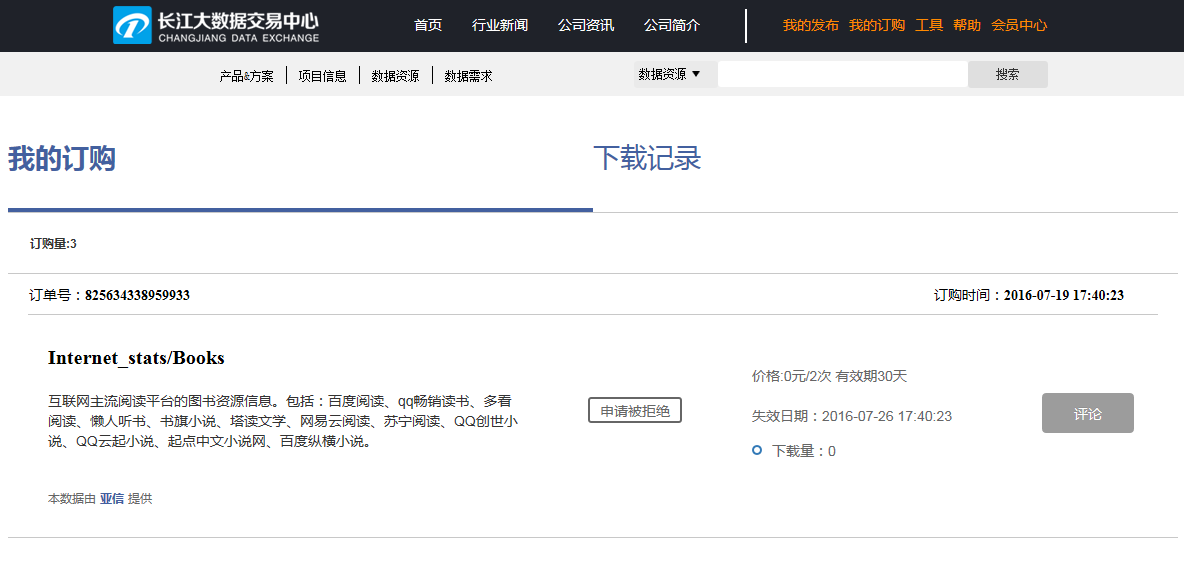 长江大数据交易中心
CHANGJIANG DATA EXCHANGE
首页 行业新闻 公司资讯 公司简介 我的发布 我的订购 工具 帮助 会员中心
产品&方案 项目信息 数据资源 数据需求 数据资源 ▼ 搜索
我的订购 下载记录
订购量:3
订单号：825634338959933 订购时间：2016-07-19 17:40:23
Internet_stats/Books
互联网主流阅读平台的图书资源信息。包括：百度阅读、qq畅销读书、多看
阅读、懒人听书、书旗小说、塔读文学、网易云阅读、苏宁阅读、QQ创世小
说、QQ云起小说、起点中文小说网、百度纵横小说。
申请被拒绝
价格:0元/2次 有效期30天
失效日期：2016-07-26 17:40:23
下载量：0
评论
本数据由 亚信 提供